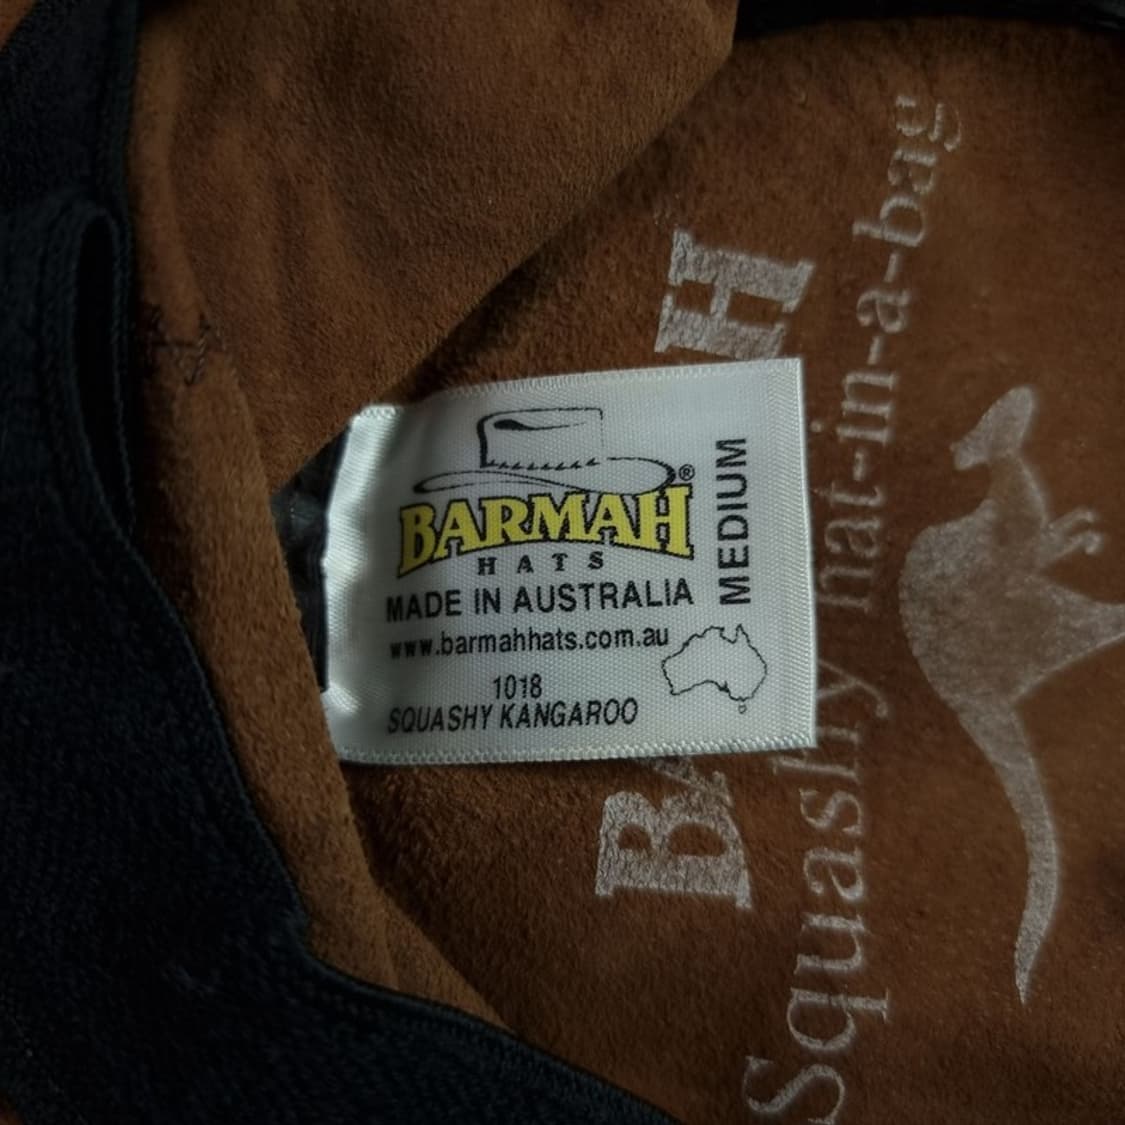 BARMAH®
HATS
MADE IN AUSTRALIA
www.barmahhats.com.au
1018
SQUASHY KANGAROO
MEDIUM
Squashy hat-in-a-bag